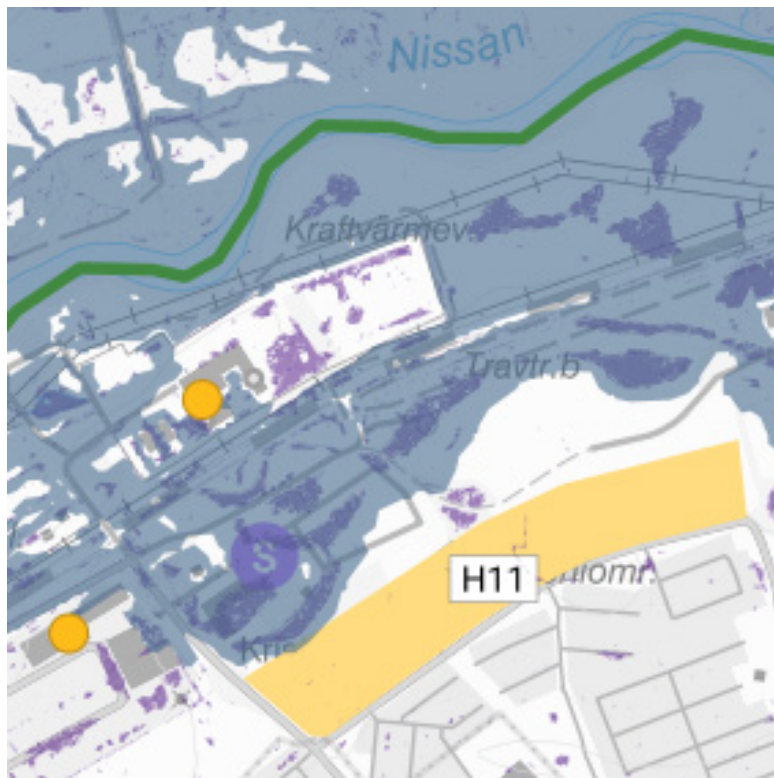 Nissan
Kraftvärmev.
Travtr.b
S
H11
Kris